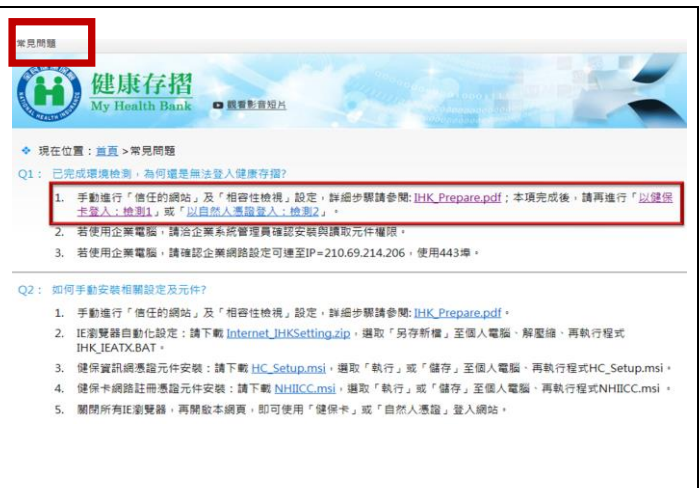 常見問題
健康存摺
My Health Bank
觀看影音短片
現在位置：首頁 >常見問題
Q1： 已完成環境檢測，為何還是無法登入健康存摺?
1. 手動進行「信任的網站」及「相容性檢視」設定，詳細步驟請參閱: IHK_Prepare.pdf；本項完成後，請再進行「以健保
卡登入：檢測1」或「以自然人憑證登入：檢測2」。
2. 若使用企業電腦，請洽企業系統管理員確認安裝與讀取元件權限。
3. 若使用企業電腦，請確認企業網路設定可連至IP=210.69.214.206，使用443埠。
Q2： 如何手動安裝相關設定及元件?
1. 手動進行「信任的網站」及「相容性檢視」設定，詳細步驟請參閱: IHK_Prepare.pdf。
2. IE瀏覽器自動化設定：請下載 Internet_IHKSetting.zip，選取「另存新檔」至個人電腦、解壓縮、再執行程式
IHK_IEATX.BAT。
3. 健保資訊網憑證元件安裝：請下載 HC_Setup.msi，選取「執行」或「儲存」至個人電腦、再執行程式HC_Setup.msi。
4. 健保卡網路註冊憑證元件安裝：請下載 NHIICC.msi，選取「執行」或「儲存」至個人電腦、再執行程式NHIICC.msi 。
5. 關閉所有IE瀏覽器，再開啟本網頁，即可使用「健保卡」或「自然人憑證」登入網站。